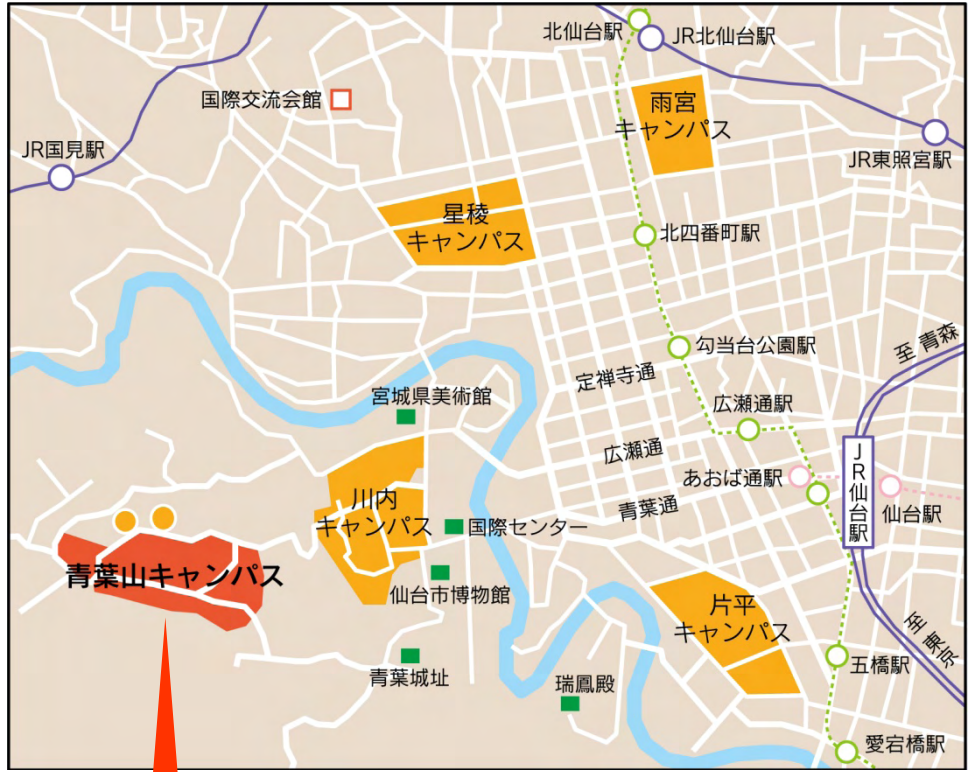 北仙台駅
JR北仙台駅
国際交流会館
雨宮
キャンパス
JR国見駅
JR東照宮駅
星稜
キャンパス
北四番町駅
勾当台公園駅
至 青森
定禅寺通
宮城県美術館
広瀬通駅
広瀬通
JR仙台駅
あおば通駅
川内
キャンパス
青葉通
仙台駅
国際センター
青葉山キャンパス
仙台市博物館
片平
キャンパス
至 東京
青葉城址
瑞鳳殿
五橋駅
愛宕橋駅